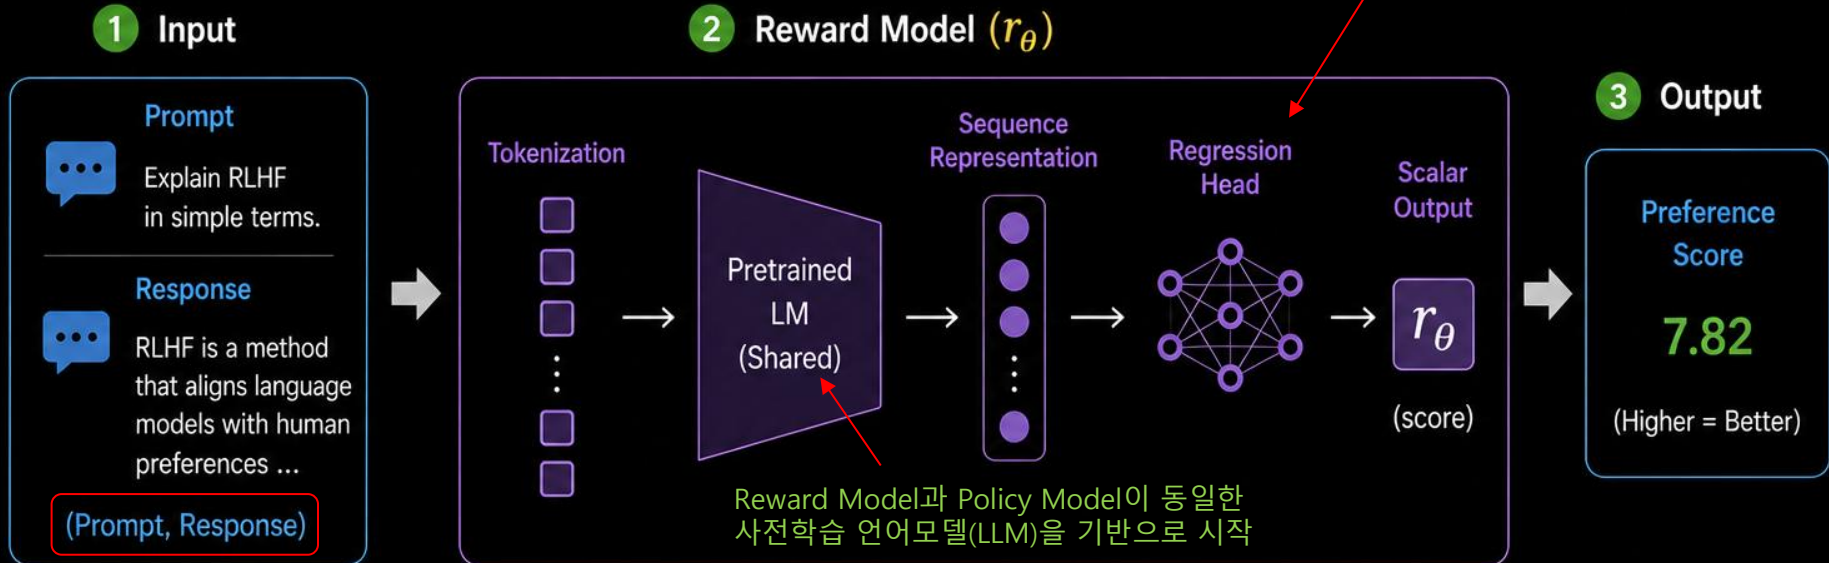 1 Input
Prompt
Explain RLHF
in simple terms.
Response
RLHF is a method
that aligns language
models with human
preferences ...
(Prompt, Response)
2 Reward Model (rθ)
Tokenization
Pretrained
LM
(Shared)
Sequence
Representation
Regression
Head
Scalar
Output
rθ
(score)
Reward Model과 Policy Model이 동일한
사전학습 언어모델(LLM)을 기반으로 시작
3 Output
Preference
Score
7.82
(Higher = Better)